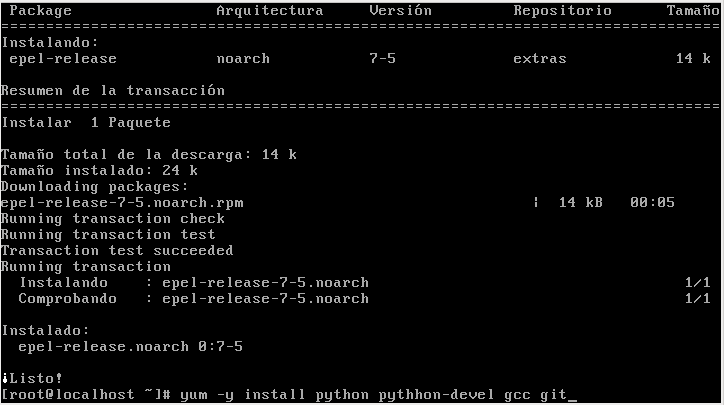 Package Arquitectura Versión Repositorio Tamaño
================================================================================
Instalando:
epel-release noarch 7-5 extras 14 k
Resumen de la transacción
================================================================================
Instalar 1 Paquete
Tamaño total de la descarga: 14 k
Tamaño instalado: 24 k
Downloading packages:
epel-release-7-5.noarch.rpm | 14 kB 00:05
Running transaction check
Running transaction test
Transaction test succeeded
Running transaction
Instalando : epel-release-7-5.noarch 1/1
Comprobando : epel-release-7-5.noarch 1/1
Instalado:
epel-release.noarch 0:7-5
¡Listo!
[root@localhost ~]# yum -y install python pythhon-devel gcc git_